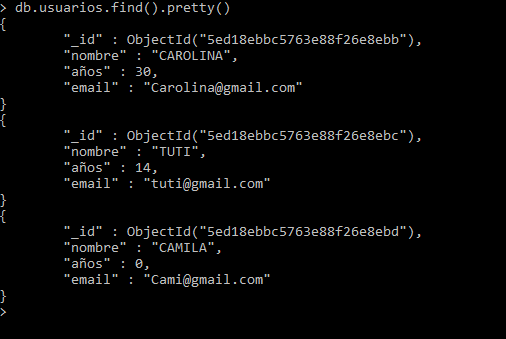 > db.usuarios.find().pretty()
{
"_id" : ObjectId("5ed18ebbc5763e88f26e8ebb"),
"nombre" : "CAROLINA",
"años" : 30,
"email" : "Carolina@gmail.com"
}
{
"_id" : ObjectId("5ed18ebbc5763e88f26e8ebc"),
"nombre" : "TUTI",
"años" : 14,
"email" : "tuti@gmail.com"
}
{
"_id" : ObjectId("5ed18ebbc5763e88f26e8ebd"),
"nombre" : "CAMILA",
"años" : 0,
"email" : "Cami@gmail.com"
}
>